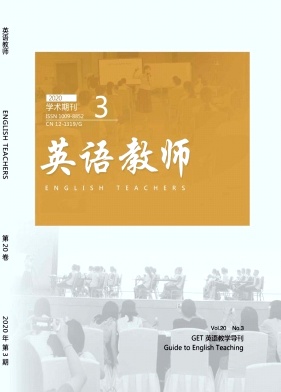 英语教师
ENGLISH TEACHERS
第20卷
2020年第3期
2020
学术期刊
ISSN 1009-8852
CN 12-1319/G
3
英语教师
ENGLISH TEACHERS
Vol.20 No.3
GET 英语教学导刊
Guide to English Teaching